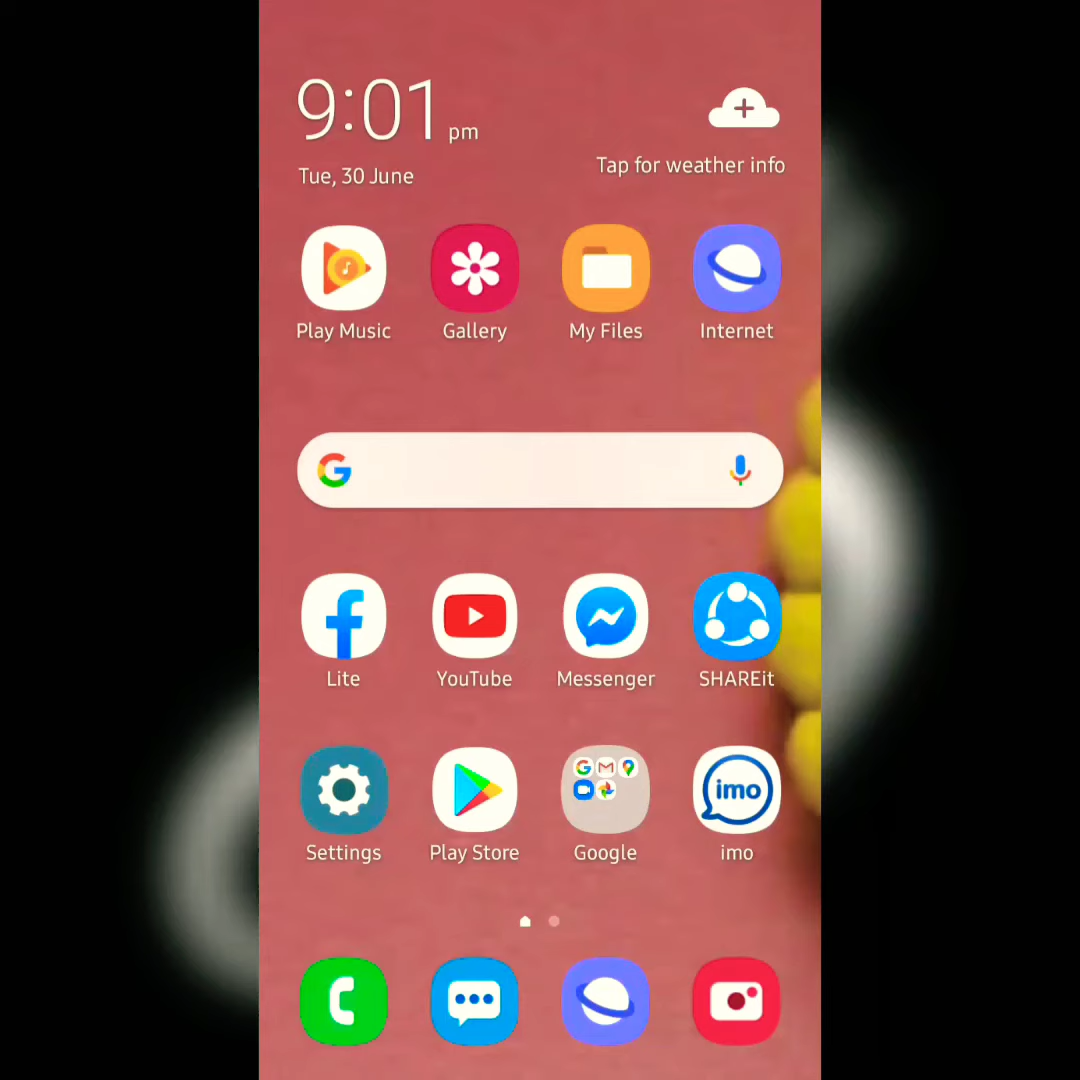 9:01 pm
Tap for weather info
Tue, 30 June
Play Music
Gallery
My Files
Internet
Lite
YouTube
Messenger
SHAREit
imo
Settings
Play Store
Google
imo